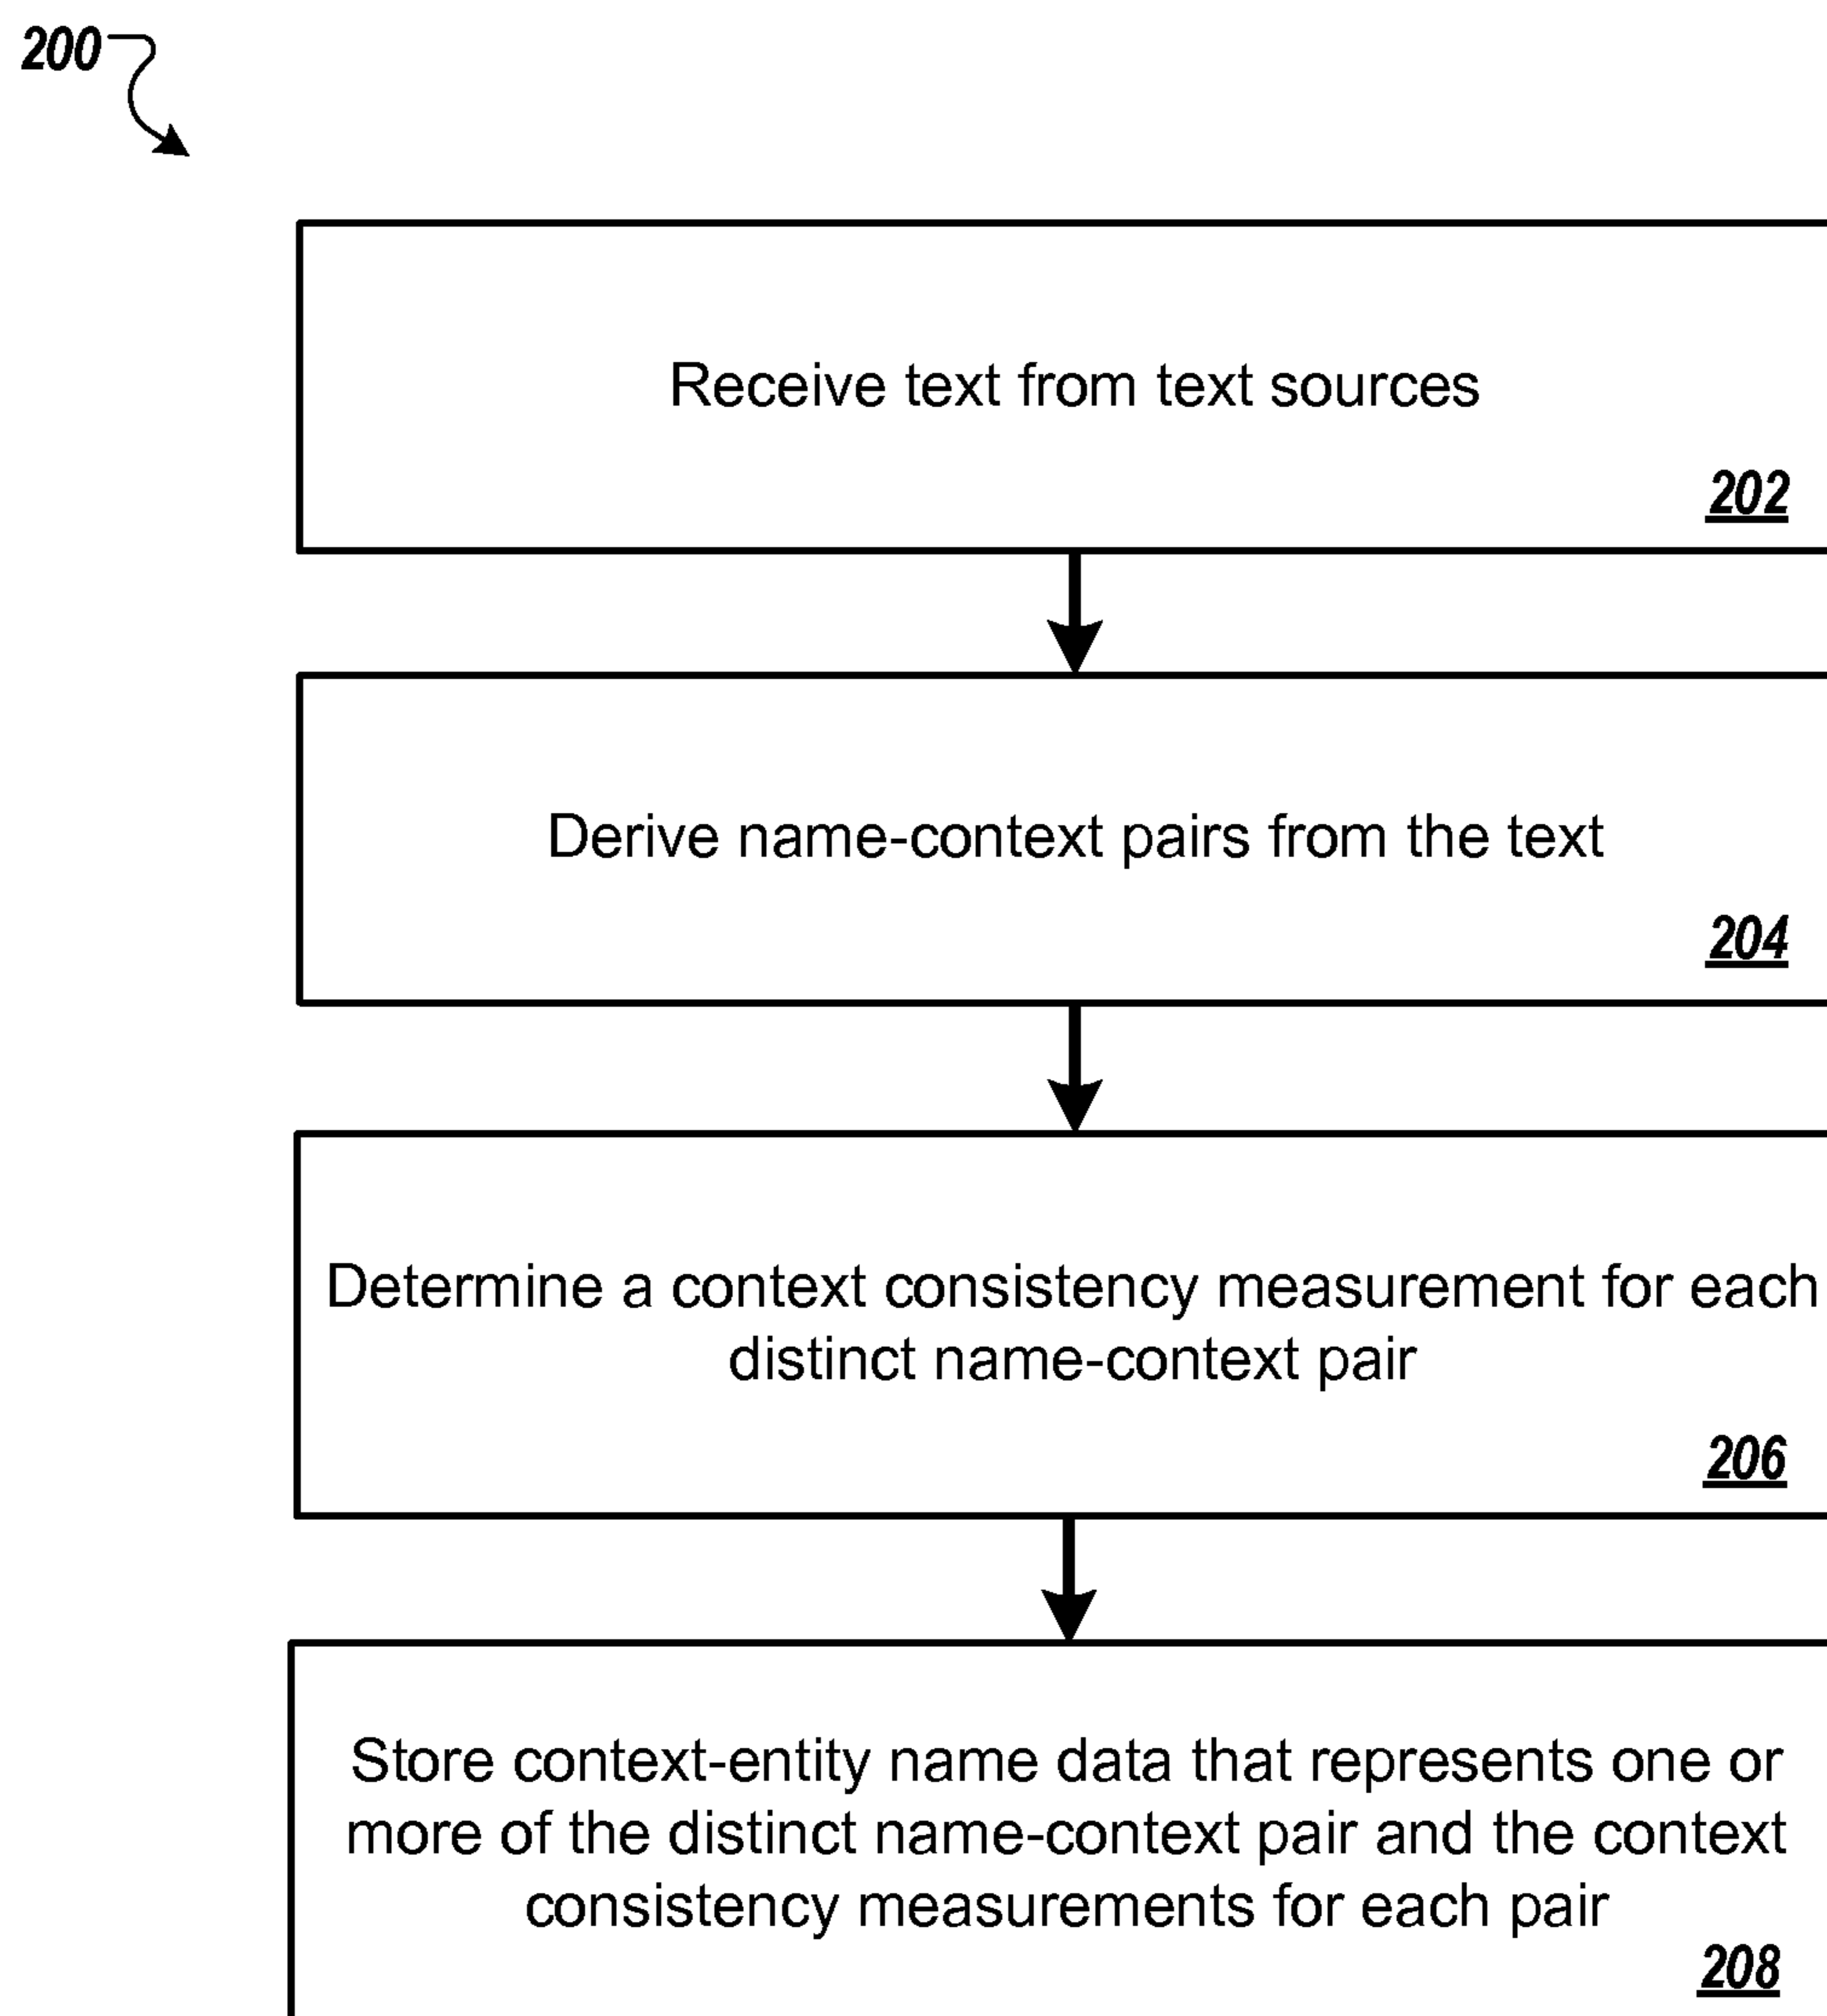 200
Receive text from text sources
202
Derive name-context pairs from the text
204
Determine a context consistency measurement for each
distinct name-context pair
206
Store context-entity name data that represents one or
more of the distinct name-context pair and the context
consistency measurements for each pair
208